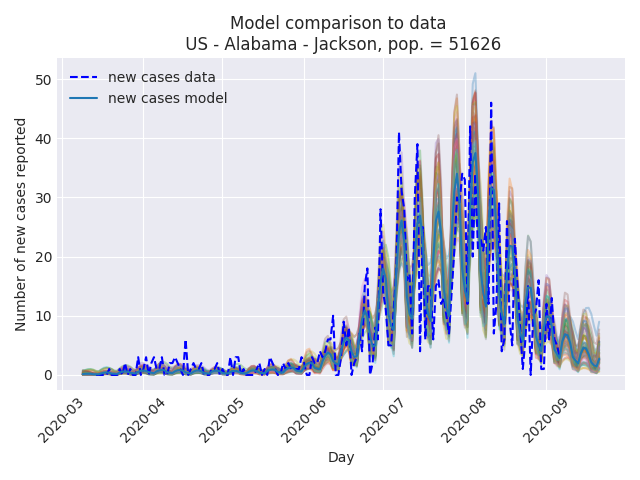 Model comparison to data
US - Alabama - Jackson, pop. = 51626
new cases data
new cases model
Number of new cases reported
50
40
30
20
10
0
2020-03
2020-04
2020-05
2020-06
2020-07
2020-08
2020-09
Day